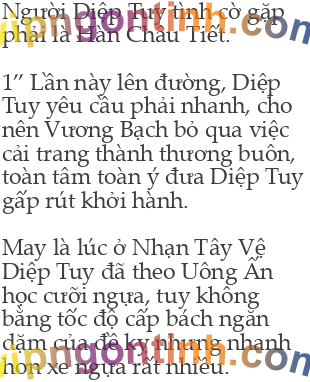 Người Diệp Tuy tình cờ gặp
phải là Hàn Châu Tiết.
1” Lần này lên đường, Diệp
Tuy yêu cầu phải nhanh, cho
nên Vương Bạch bỏ qua việc
cải trang thành thương buôn,
toàn tâm toàn ý đưa Diệp Tuy
gấp rút khởi hành.
May là lúc ở Nhạn Tây Vệ
Diệp Tuy đã theo Uông Ấn
học cưỡi ngựa, tuy không
bằng tốc độ cấp bách ngàn
dặm của đề kỵ nhưng nhanh
hơn xe ngựa rất nhiều.